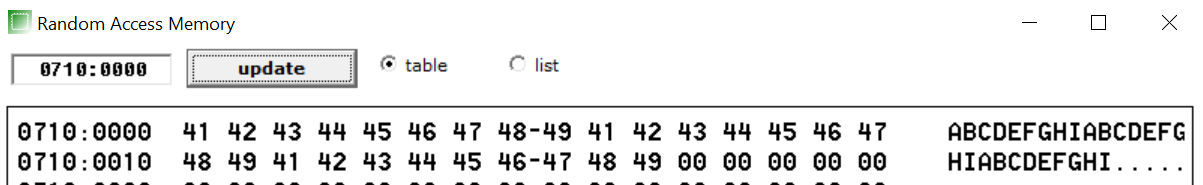 Random Access Memory
0710:0000 update table list
0710:0000 41 42 43 44 45 46 47 48-49 41 42 43 44 45 46 47 ABCDEFGHIABCDEFG
0710:0010 48 49 41 42 43 44 45 46-47 48 49 00 00 00 00 00 HIABCDEFGHI.....